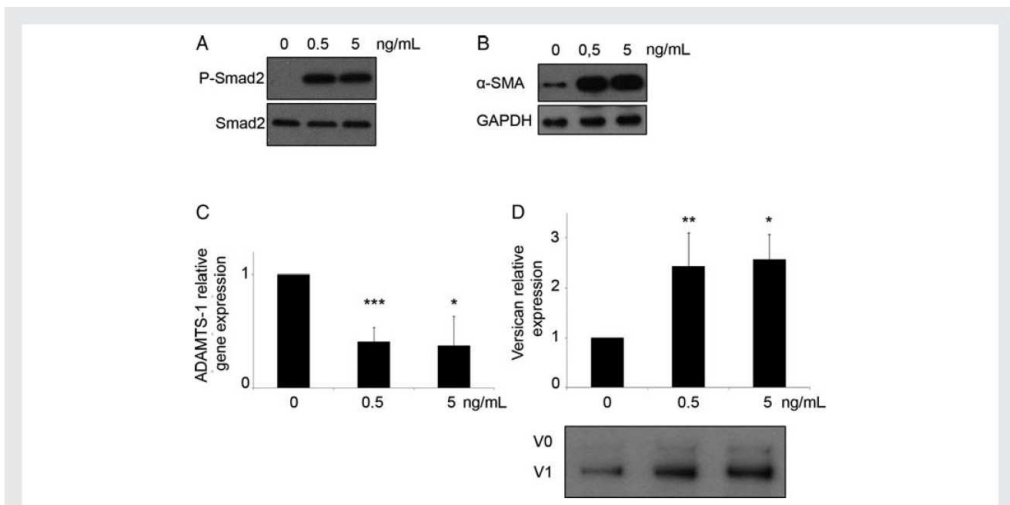 A
0 0.5 5 ng/mL
P-Smad2
Smad2
B
0 0,5 5 ng/mL
α-SMA
GAPDH
C
ADAMTS-1 relative
gene expression
1
0
***
*
0 0.5 5 ng/mL
D
Versican relative
expression
3
2
1
0
**
*
0 0.5 5 ng/mL
V0
V1